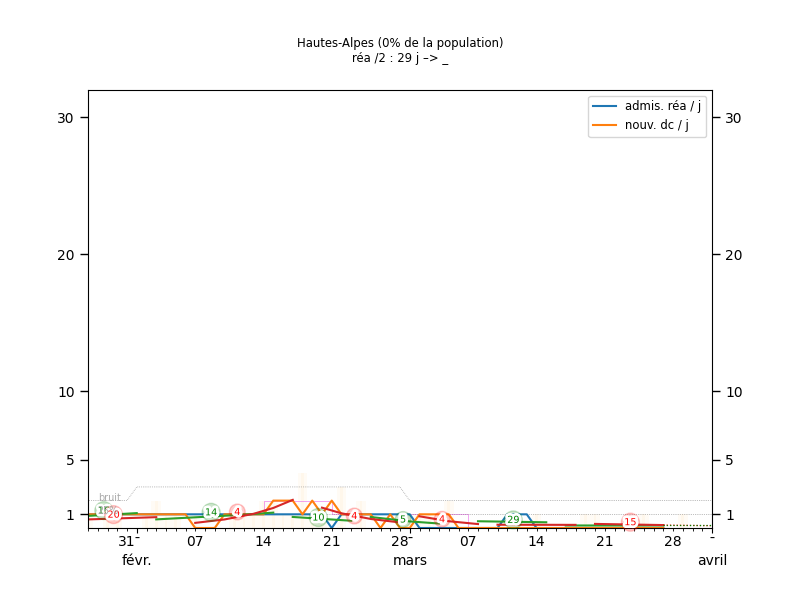 Hautes-Alpes (0% de la population)
réa /2 : 29 j –> _
admis. réa / j
nouv. dc / j
30 30
20 20
10 10
5 5
1 1
bruit
20 14 4 10 4 5 4 29 15
31 07 14 21 28 07 14 21 28
févr. mars avril